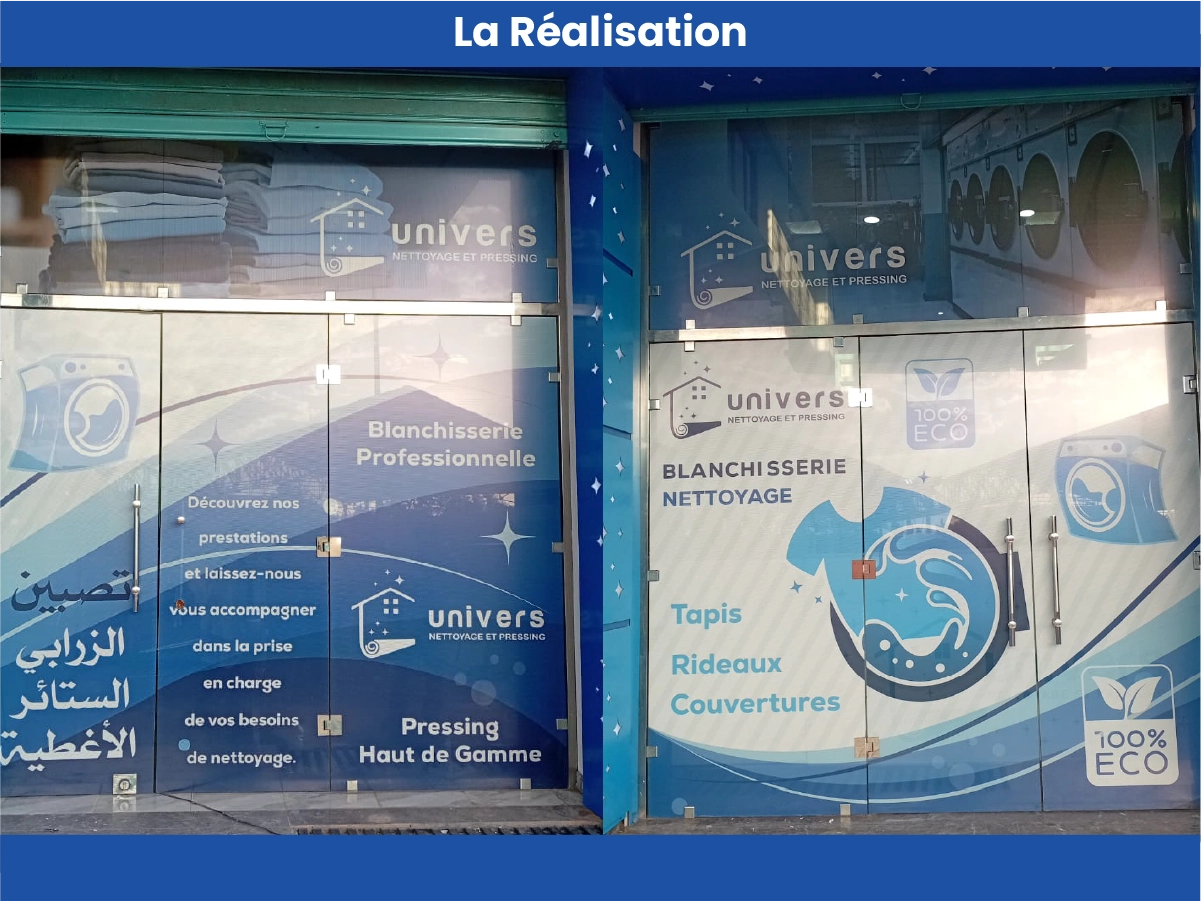 La Réalisation
univers
NETTOYAGE ET PRESSING
Blanchisserie
Professionnelle
Découvrez nos
prestations
et laissez-nous
vous accompagner
dans la prise
en charge
de vos besoins
de nettoyage.
تصبين
الزرابي
الستائر
الأغطية
univers
NETTOYAGE ET PRESSING
Pressing
Haut de Gamme
univers
NETTOYAGE ET PRESSING
univers
NETTOYAGE ET PRESSING
100%
ECO
BLANCHISSERIE
NETTOYAGE
Tapis
Rideaux
Couvertures
100%
ECO